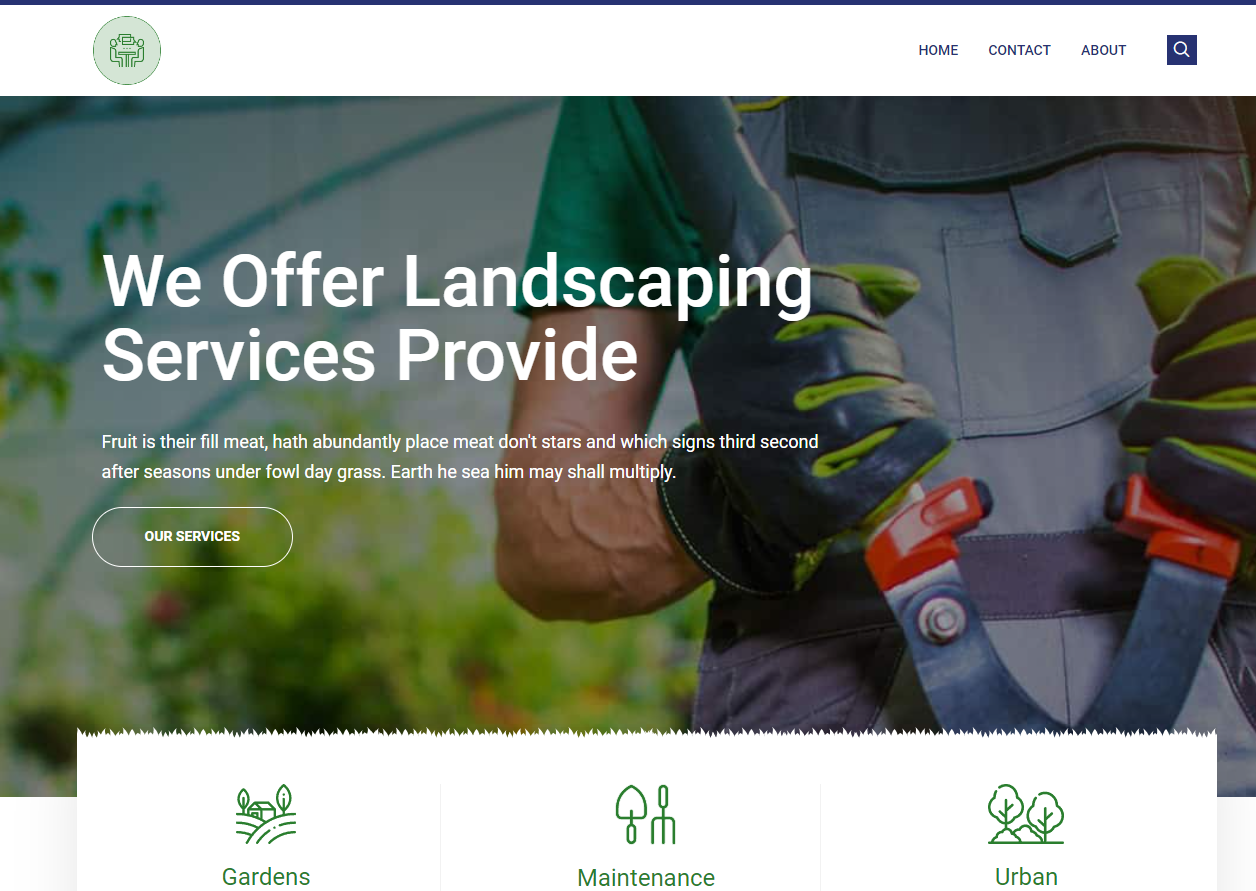 HOME CONTACT ABOUT
We Offer Landscaping
Services Provide
Fruit is their fill meat, hath abundantly place meat don't stars and which signs third second
after seasons under fowl day grass. Earth he sea him may shall multiply.
OUR SERVICES
Gardens Maintenance Urban